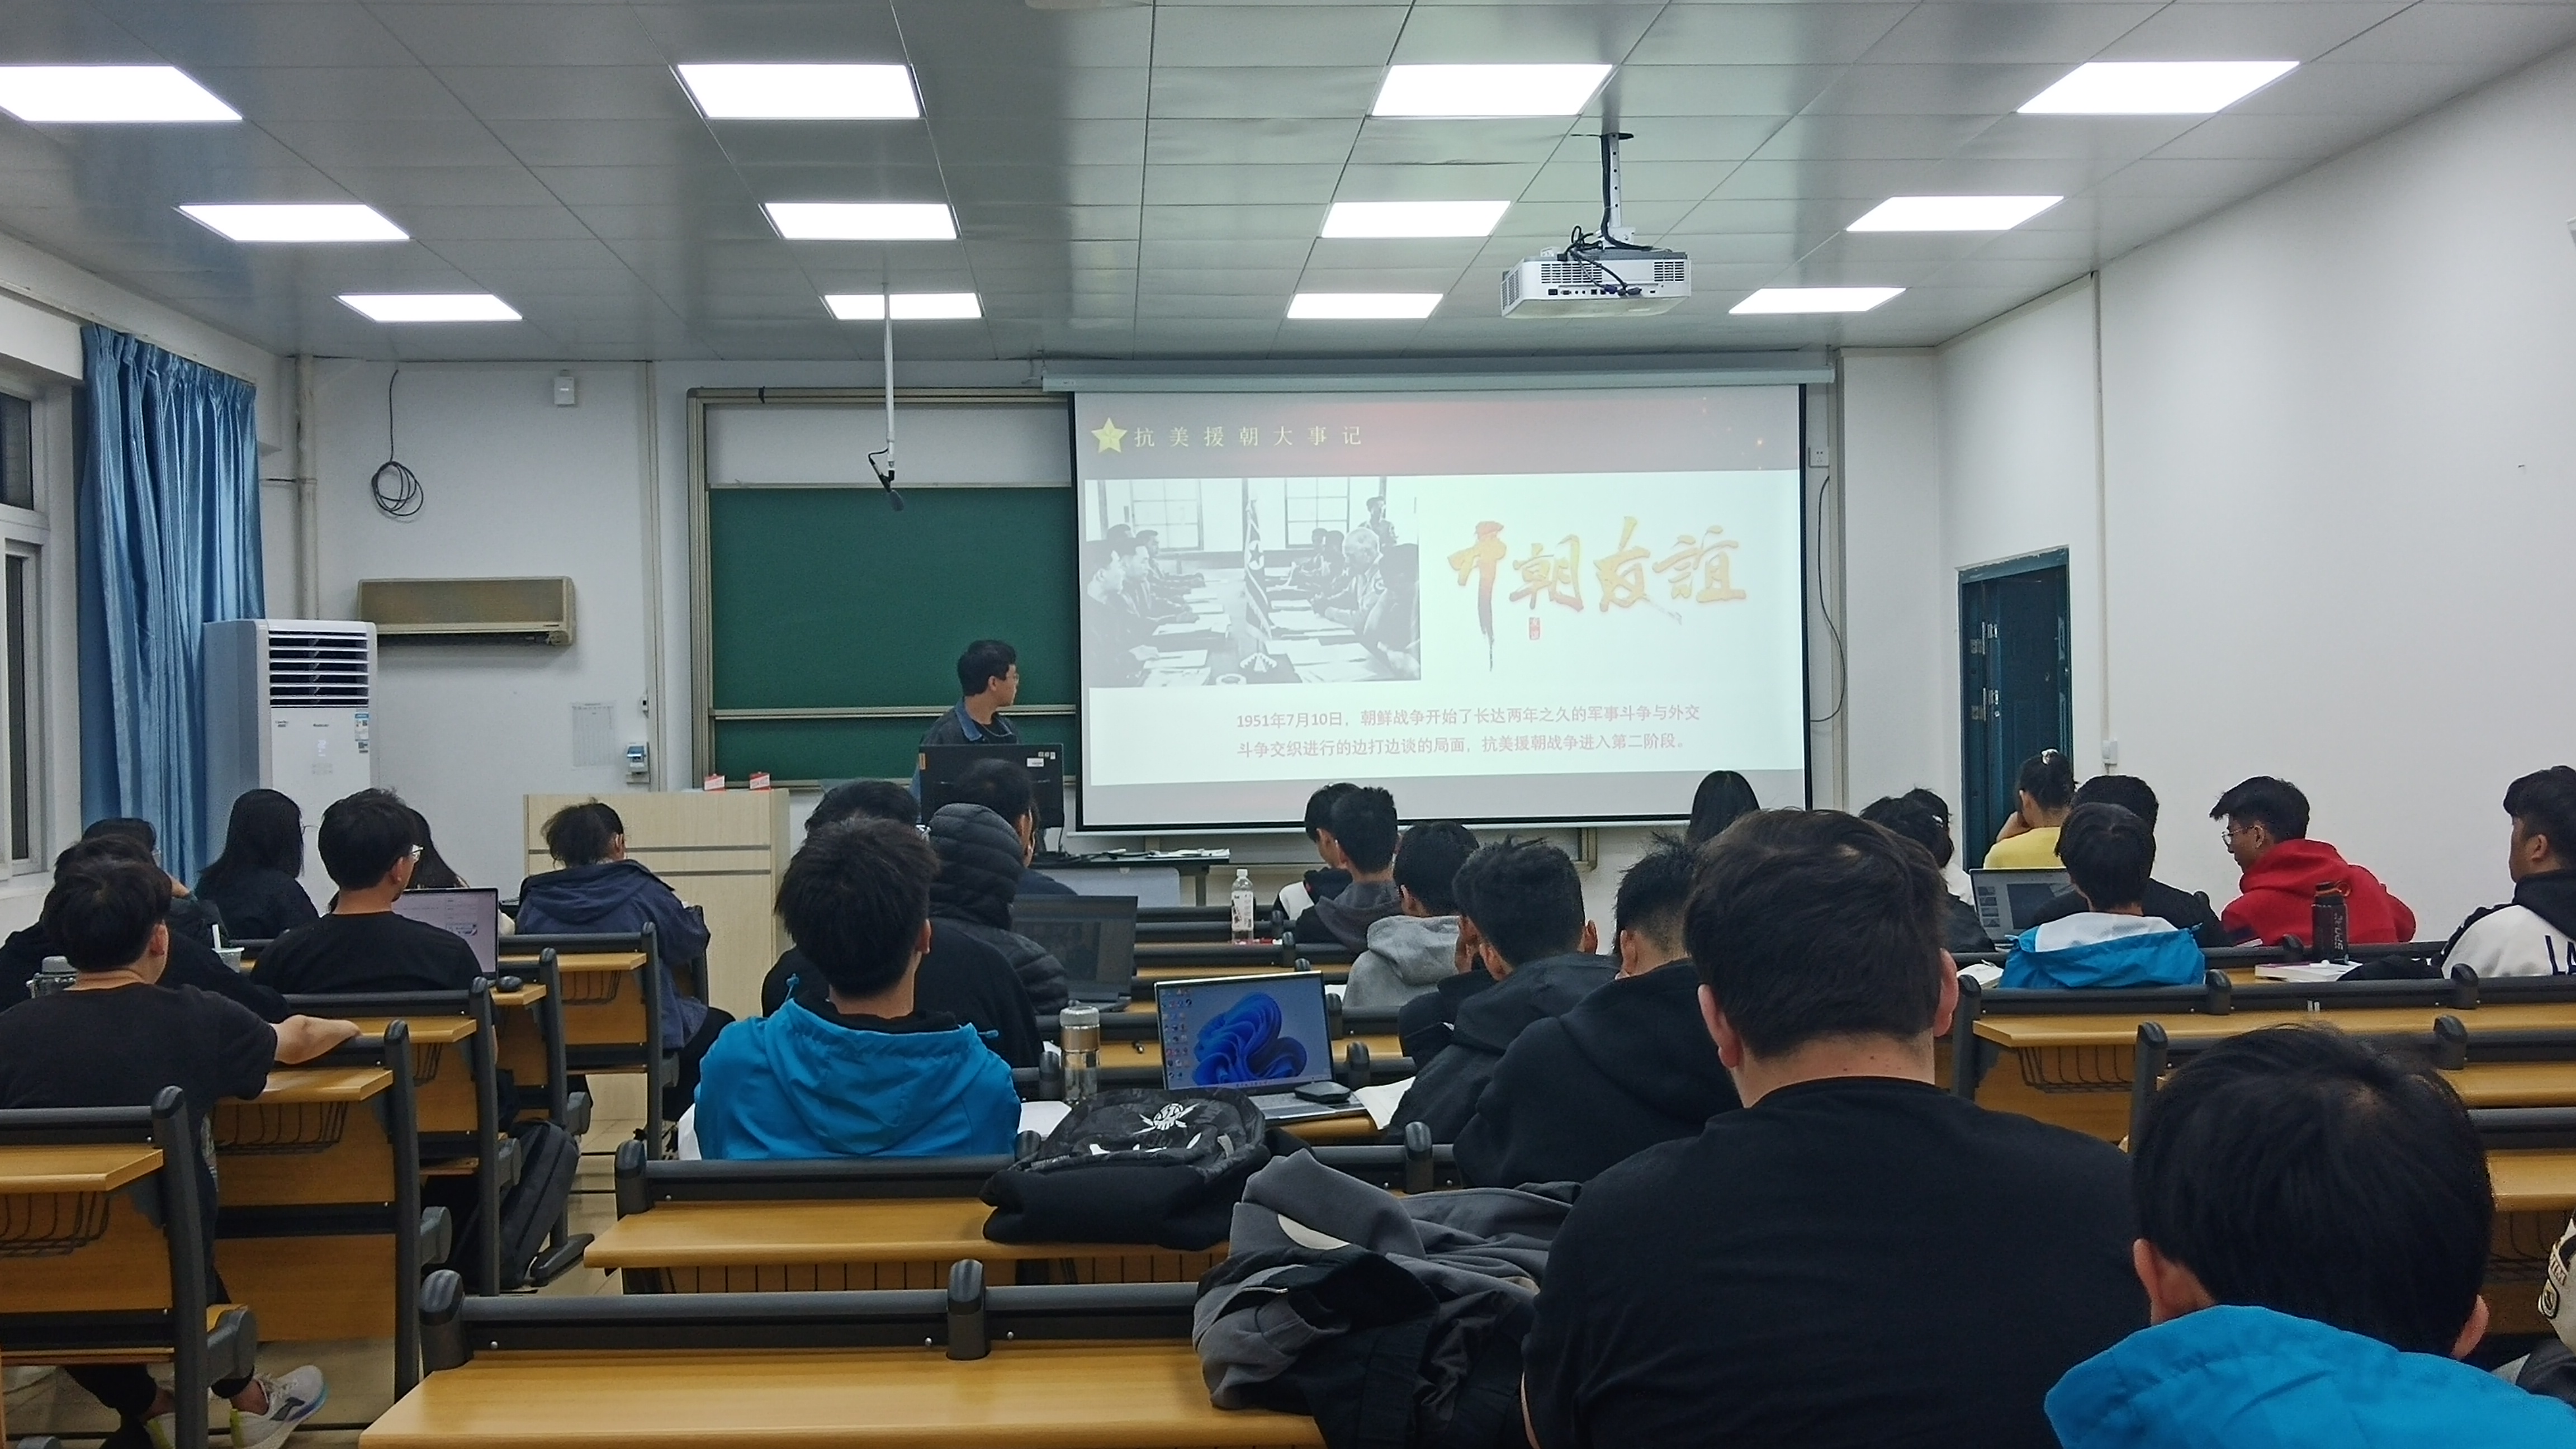 抗美援朝大事记
中朝友谊
1951年7月10日，朝鲜战争开始了长达两年之久的军事斗争与外交
斗争交织进行的边打边谈的局面，抗美援朝战争进入第二阶段。